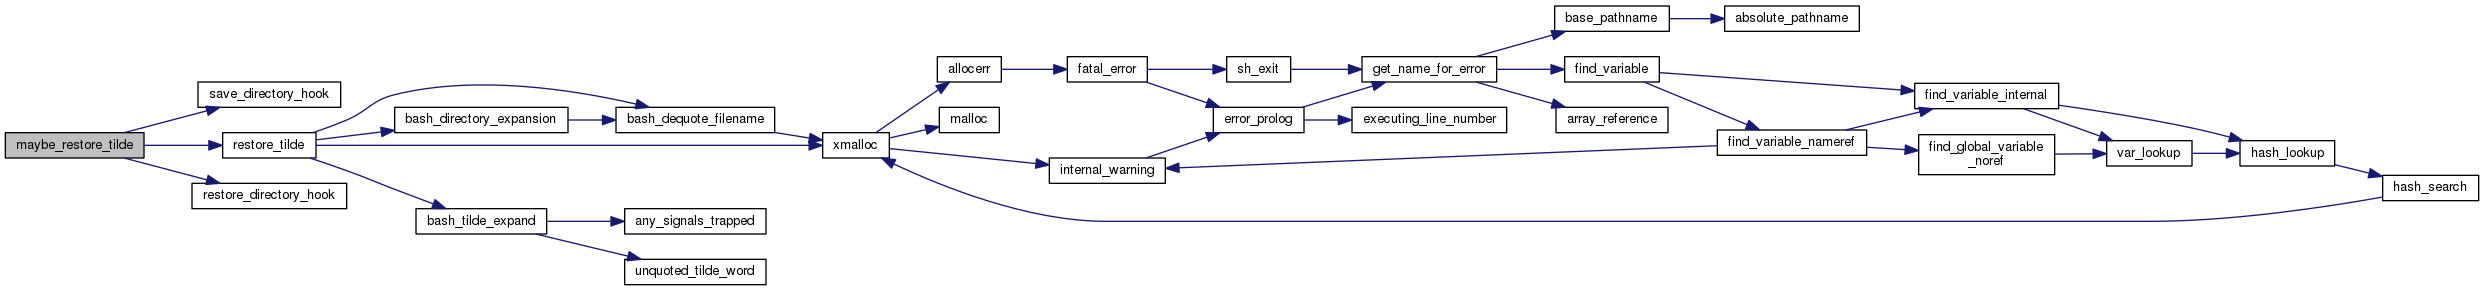 maybe_restore_tilde
save_directory_hook
restore_tilde
restore_directory_hook
bash_directory_expansion
bash_tilde_expand
bash_dequote_filename
any_signals_trapped
unquoted_tilde_word
xmalloc
allocerr
malloc
internal_warning
fatal_error
sh_exit
error_prolog
get_name_for_error
executing_line_number
base_pathname
find_variable
array_reference
absolute_pathname
find_variable_nameref
find_variable_internal
find_global_variable
_noref
var_lookup
hash_lookup
hash_search